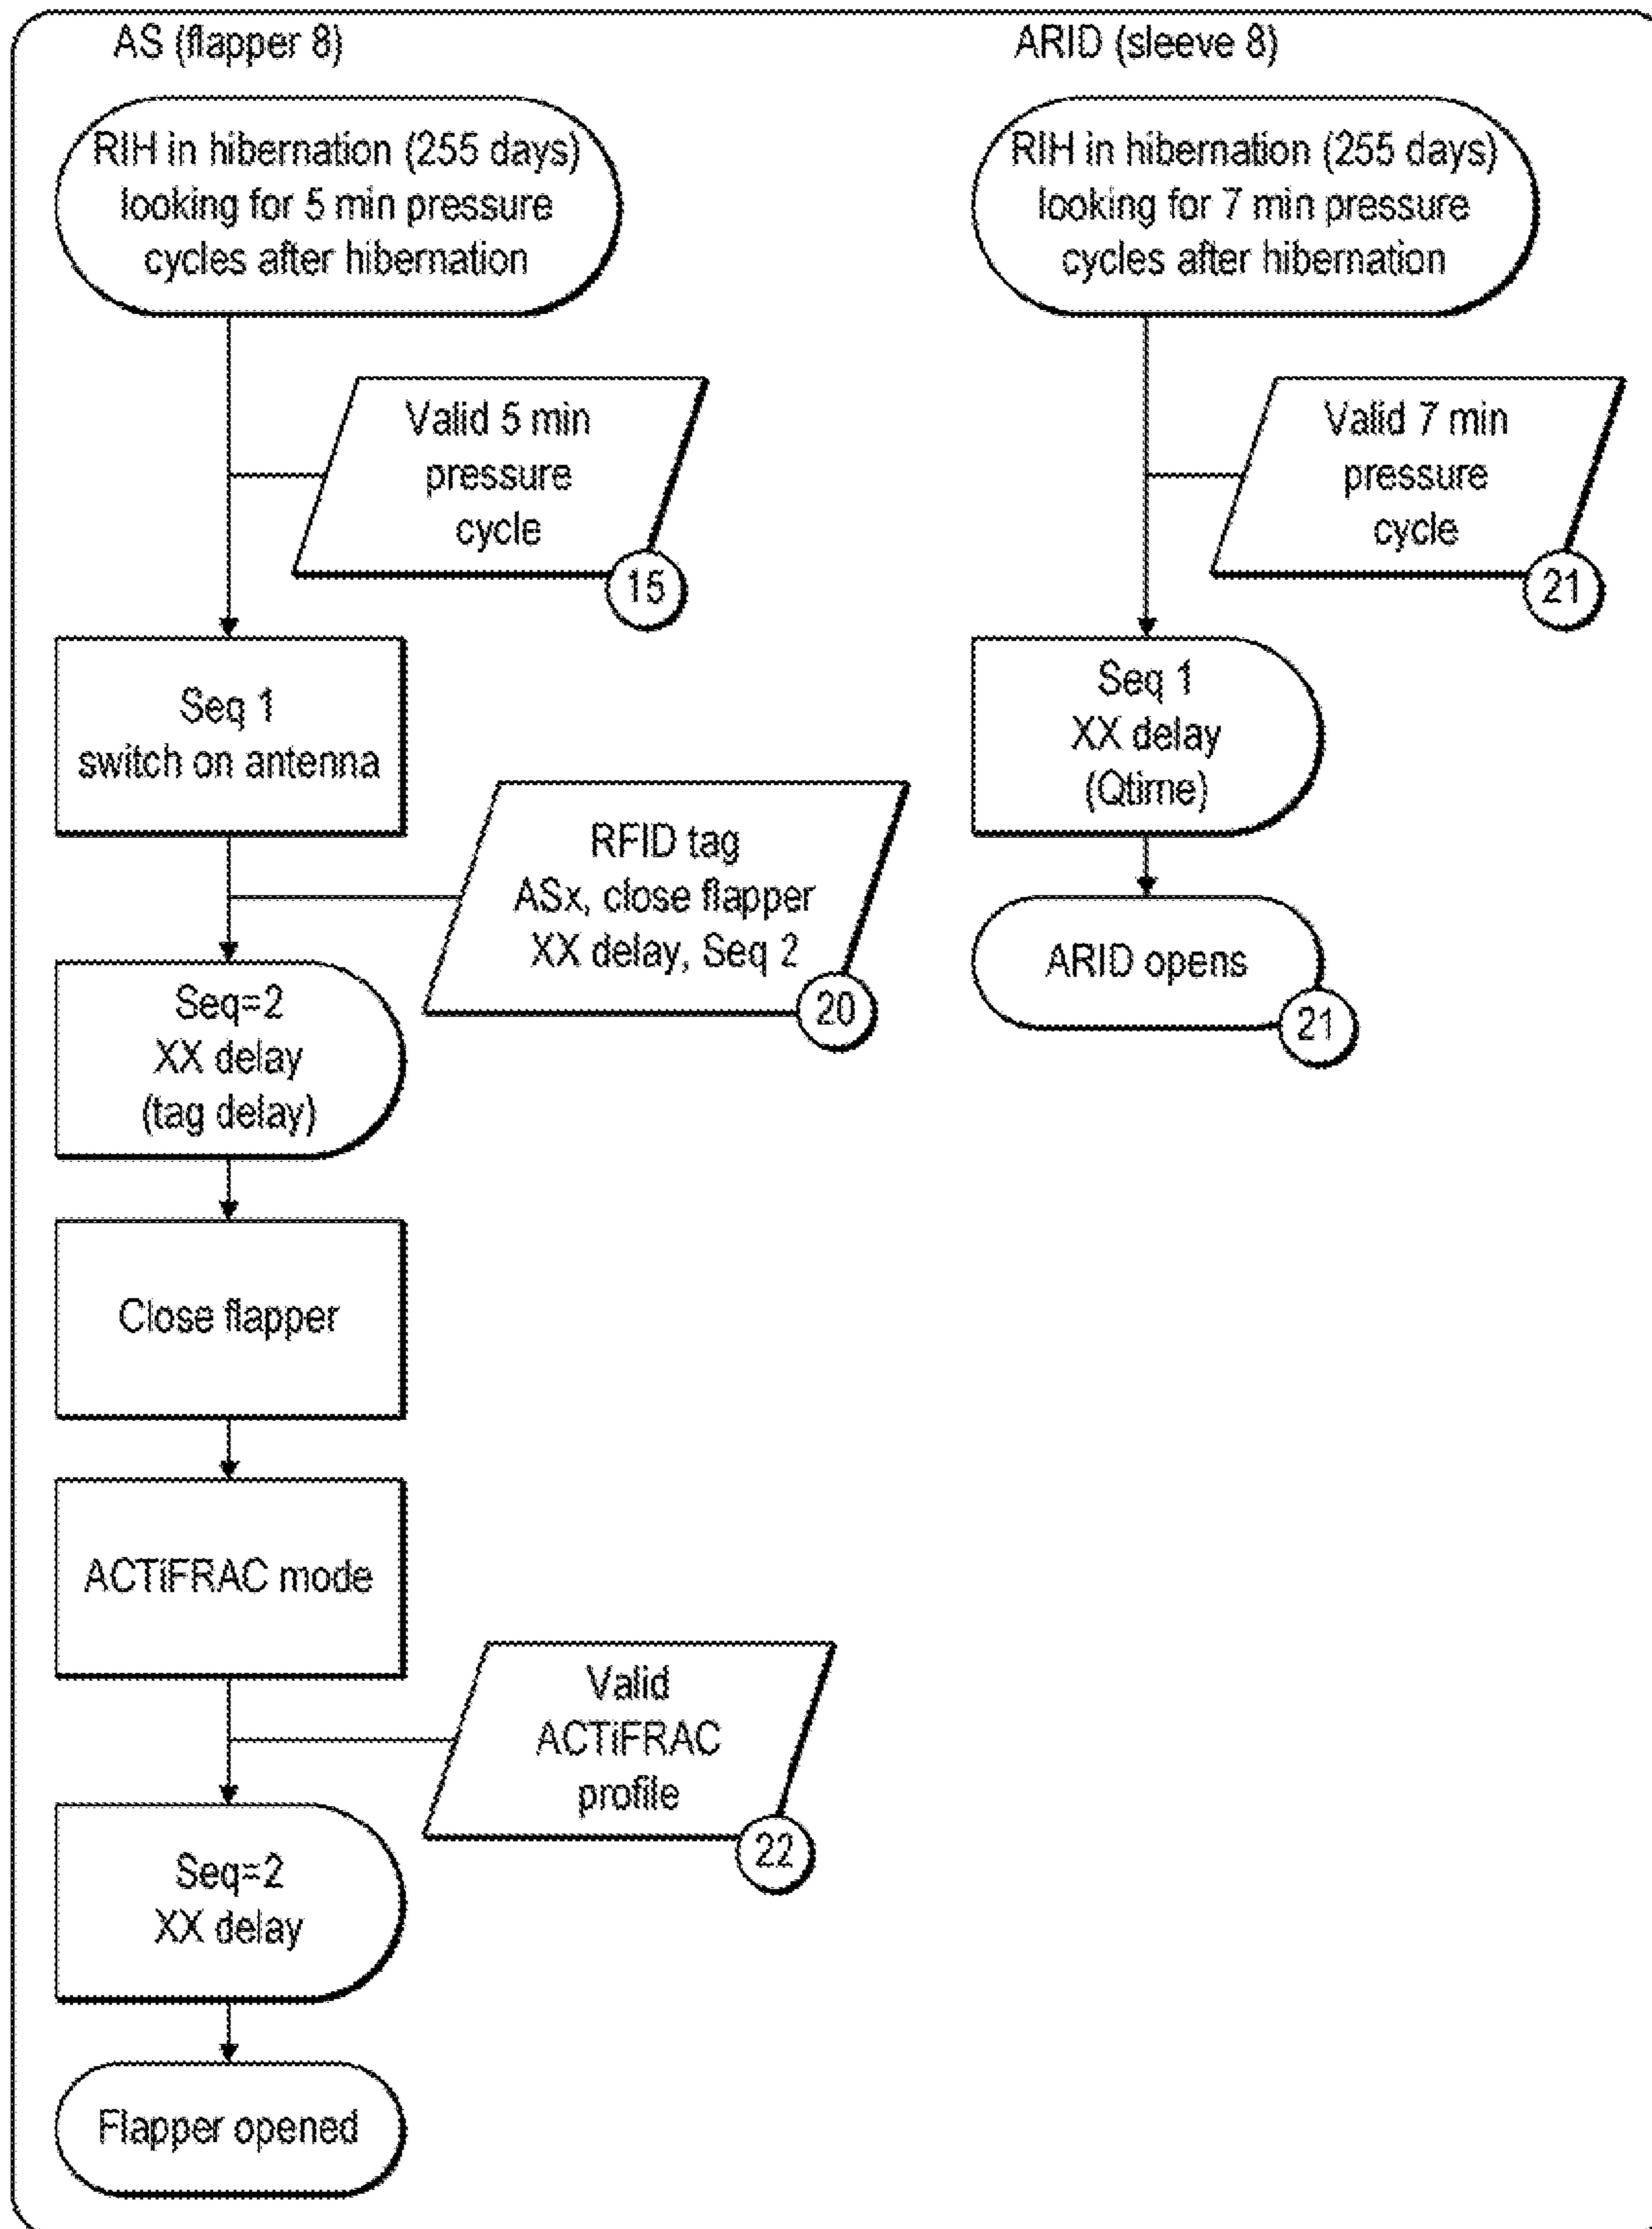 AS (flapper 8)
RIH in hibernation (255 days)
looking for 5 min pressure
cycles after hibernation
Valid 5 min
pressure
cycle
15
Seq 1
switch on antenna
RFID tag
ASx, close flapper
XX delay, Seq 2
20
Seq=2
XX delay
(tag delay)
Close flapper
ACTiFRAC mode
Valid
ACTiFRAC
profile
22
Seq=2
XX delay
Flapper opened
ARID (sleeve 8)
RIH in hibernation (255 days)
looking for 7 min pressure
cycles after hibernation
Valid 7 min
pressure
cycle
21
Seq 1
XX delay
(Qtime)
ARID opens
21